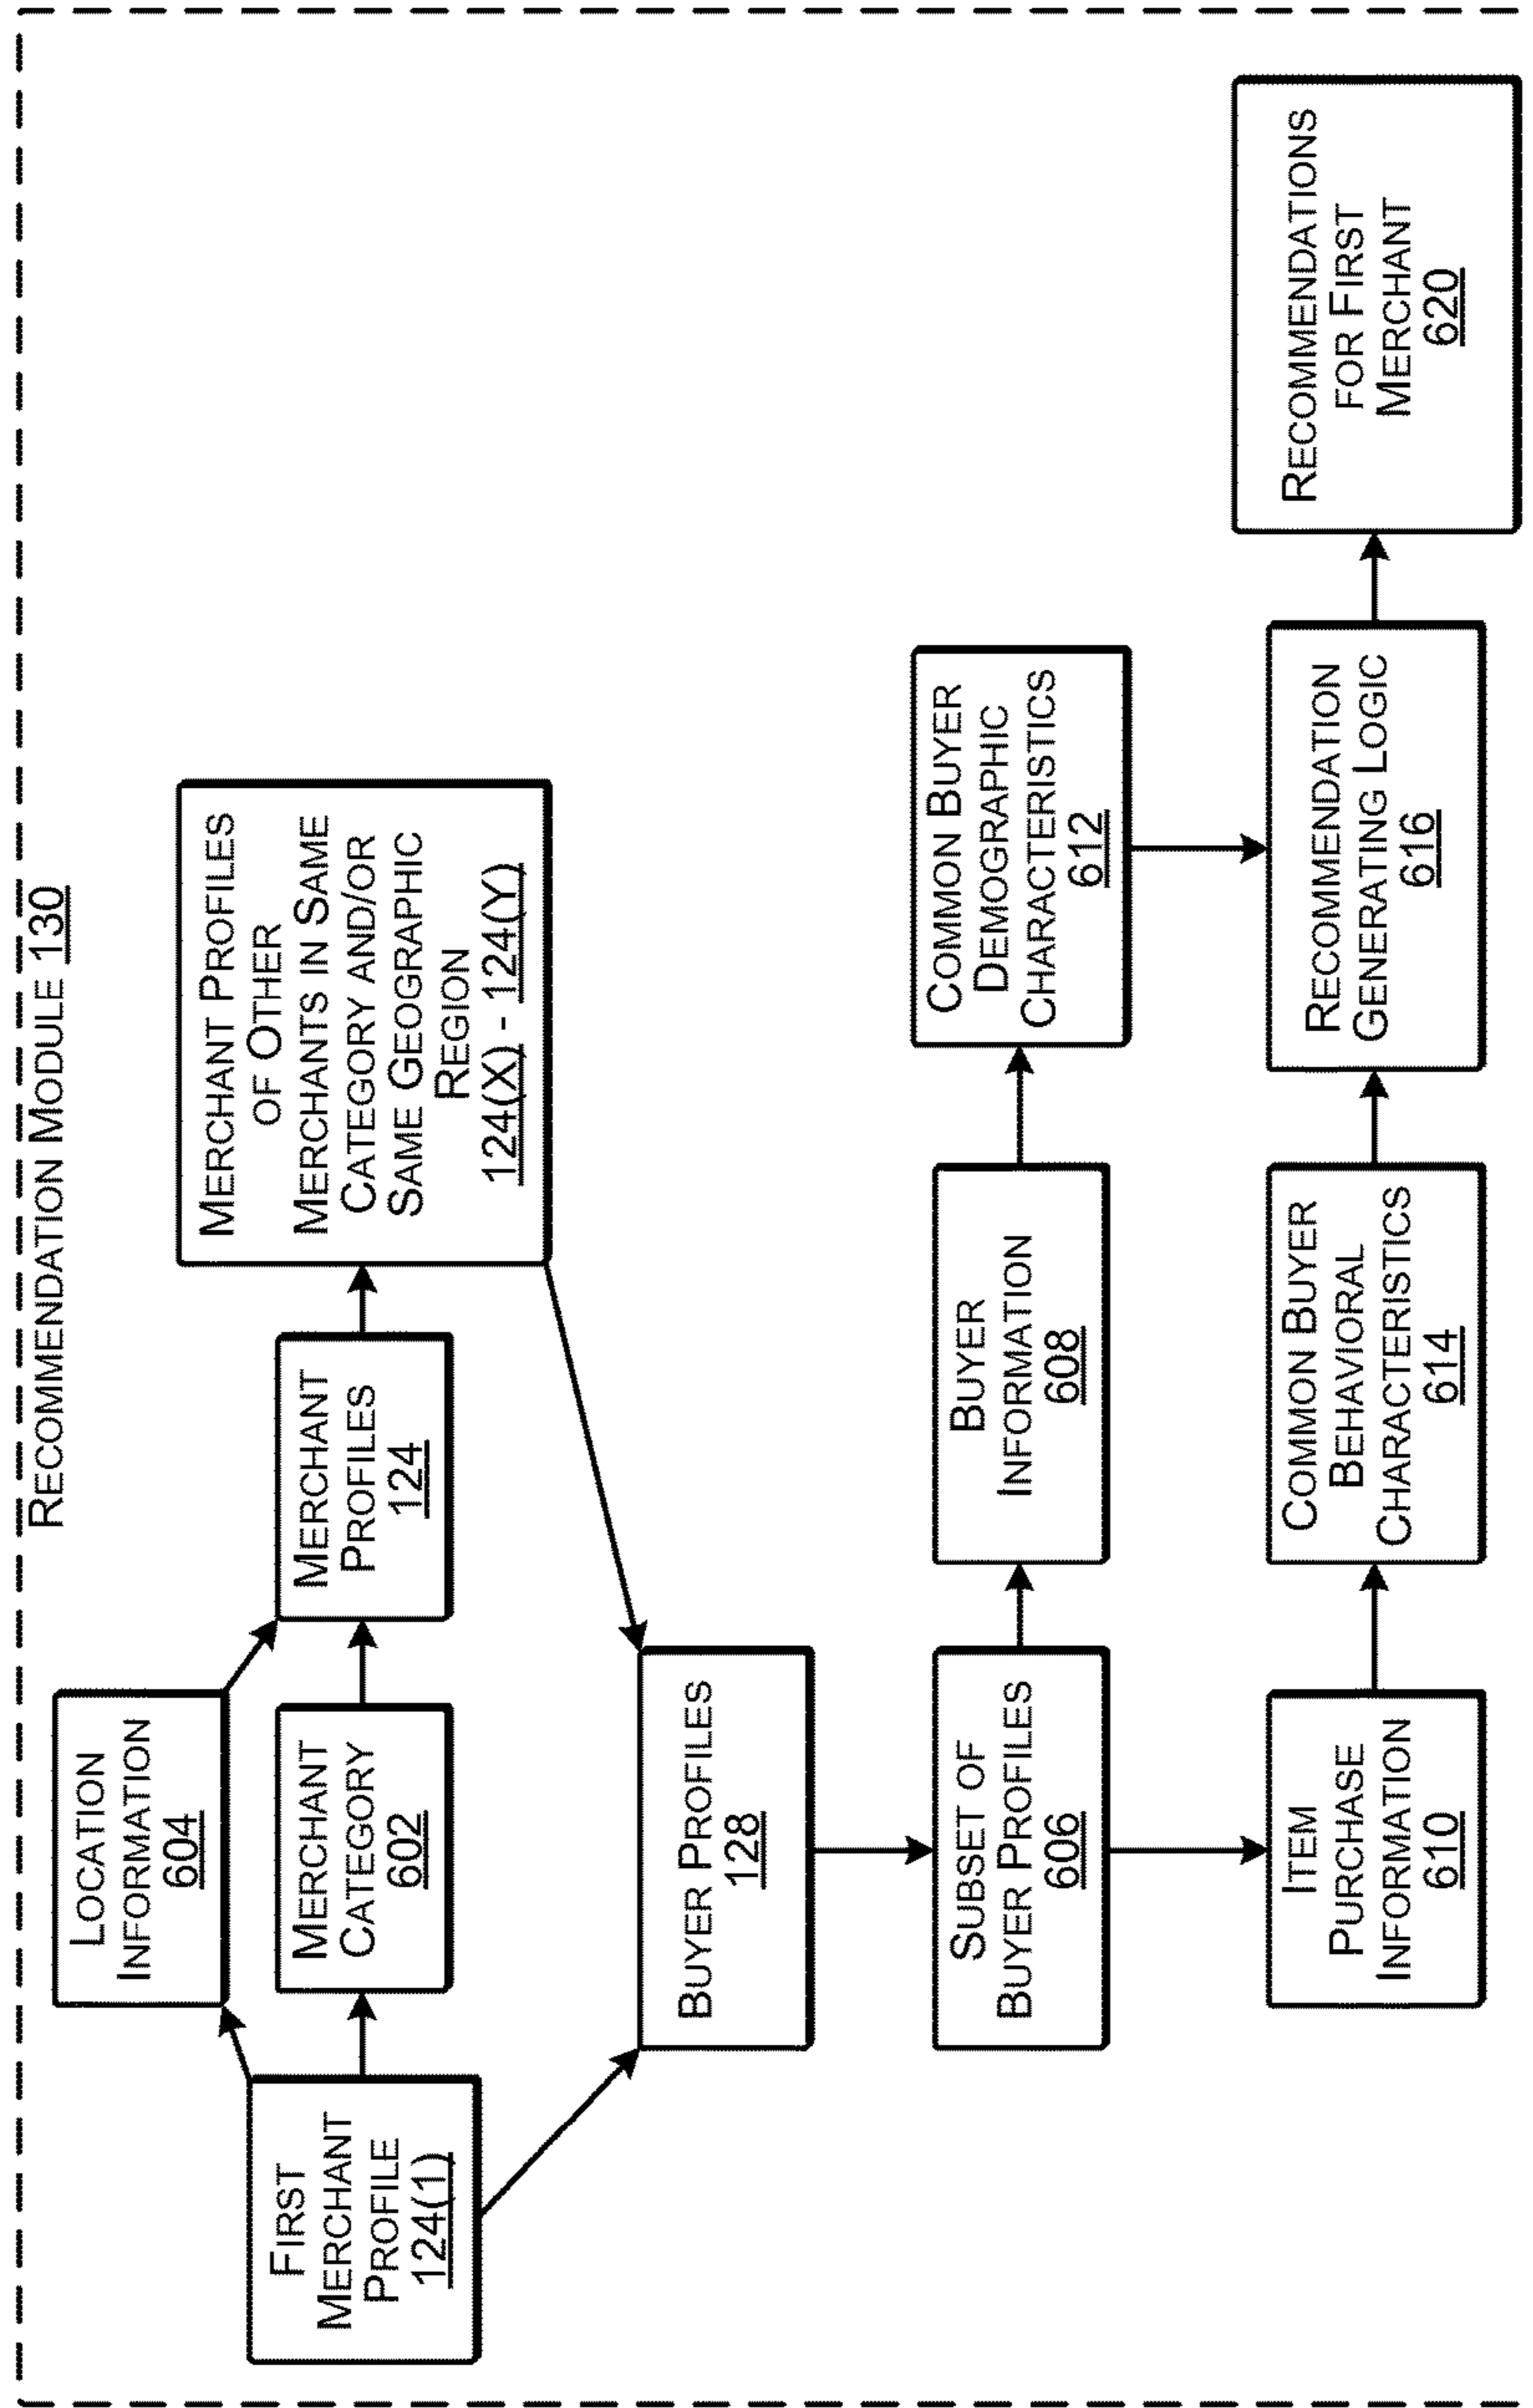 RECOMMENDATION MODULE 130
LOCATION
INFORMATION
604
FIRST
MERCHANT
PROFILE
124(1)
MERCHANT
CATEGORY
602
MERCHANT
PROFILES
124
MERCHANT PROFILES
OF OTHER
MERCHANTS IN SAME
CATEGORY AND/OR
SAME GEOGRAPHIC
REGION
124(X) - 124(Y)
BUYER PROFILES
128
SUBSET OF
BUYER PROFILES
606
BUYER
INFORMATION
608
COMMON BUYER
DEMOGRAPHIC
CHARACTERISTICS
612
ITEM
PURCHASE
INFORMATION
610
COMMON BUYER
BEHAVIORAL
CHARACTERISTICS
614
RECOMMENDATION
GENERATING LOGIC
616
RECOMMENDATIONS
FOR FIRST
MERCHANT
620